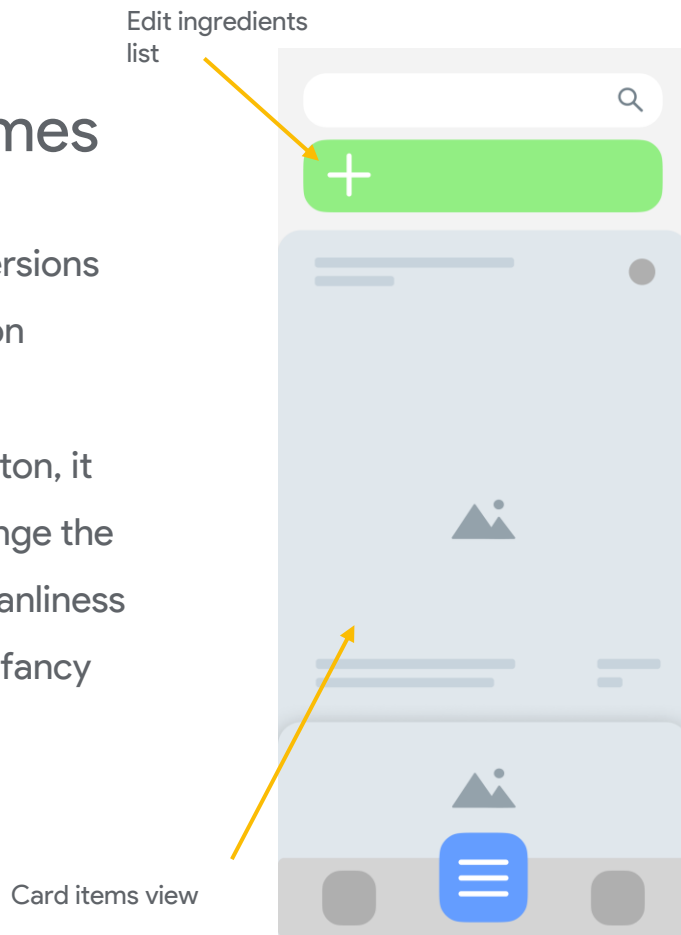 Edit ingredients
list
mes
ersions
on
ton, it
nge the
anliness
fancy
Card items view